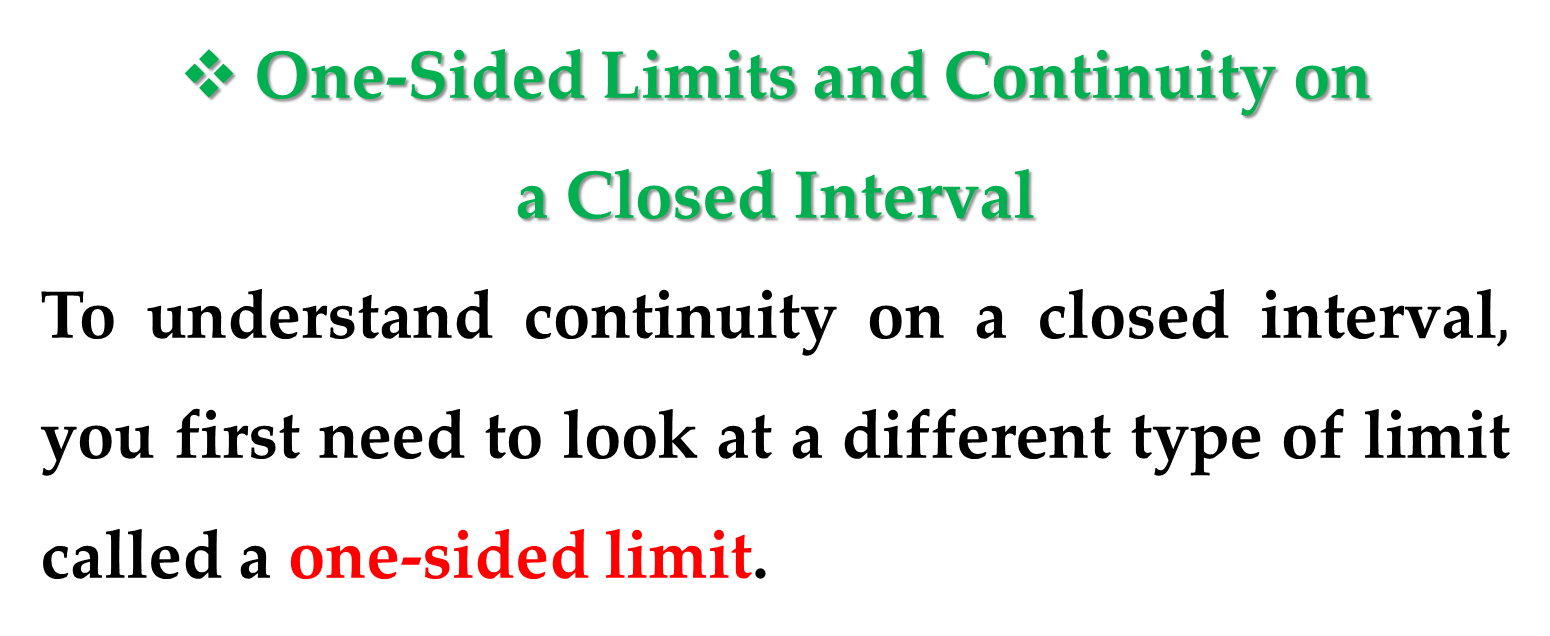 ❖ One-Sided Limits and Continuity on
a Closed Interval
To understand continuity on a closed interval,
you first need to look at a different type of limit
called a one-sided limit.